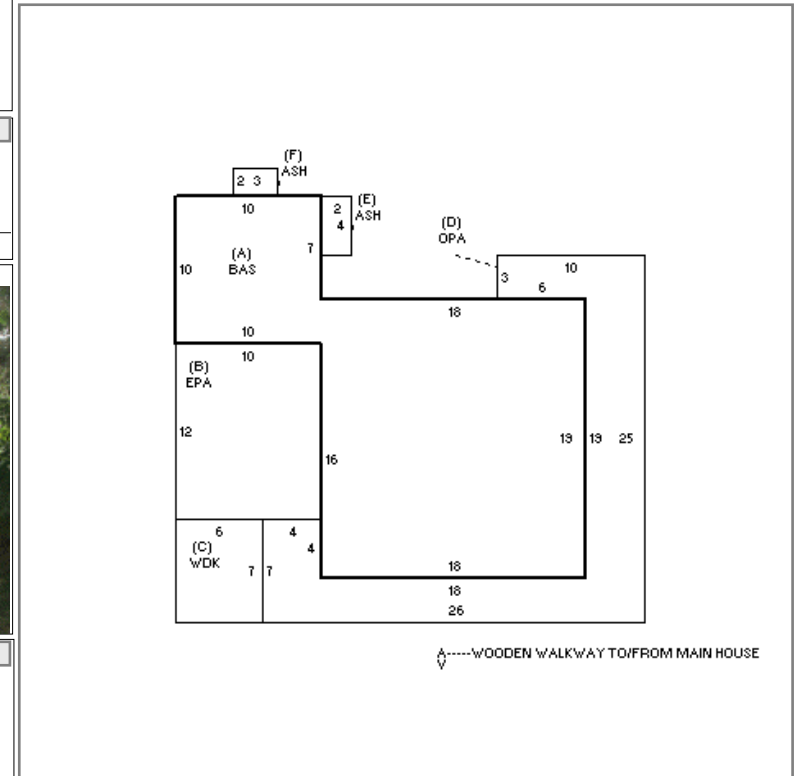 (F)
ASH
2 3
10
(E)
ASH
2
4
(D)
OPA
7
(A)
BAS
10
10
3
6
18
10
10
(B)
EPA
12
16
19
19
25
6
4
4
(C)
WDK
7
7
18
18
26
A
V
-----WOODEN WALKWAY TO/FROM MAIN HOUSE